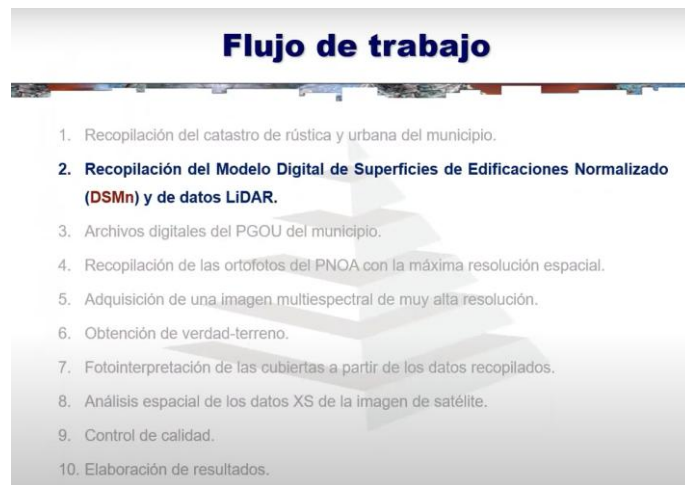 Flujo de trabajo
1. Recopilación del catastro de rústica y urbana del municipio.
2. Recopilación del Modelo Digital de Superficies de Edificaciones Normalizado
(DSMn) y de datos LiDAR.
3. Archivos digitales del PGOU del municipio.
4. Recopilación de las ortofotos del PNOA con la máxima resolución espacial.
5. Adquisición de una imagen multiespectral de muy alta resolución.
6. Obtención de verdad-terreno.
7. Fotointerpretación de las cubiertas a partir de los datos recopilados.
8. Análisis espacial de los datos XS de la imagen de satélite.
9. Control de calidad.
10. Elaboración de resultados.